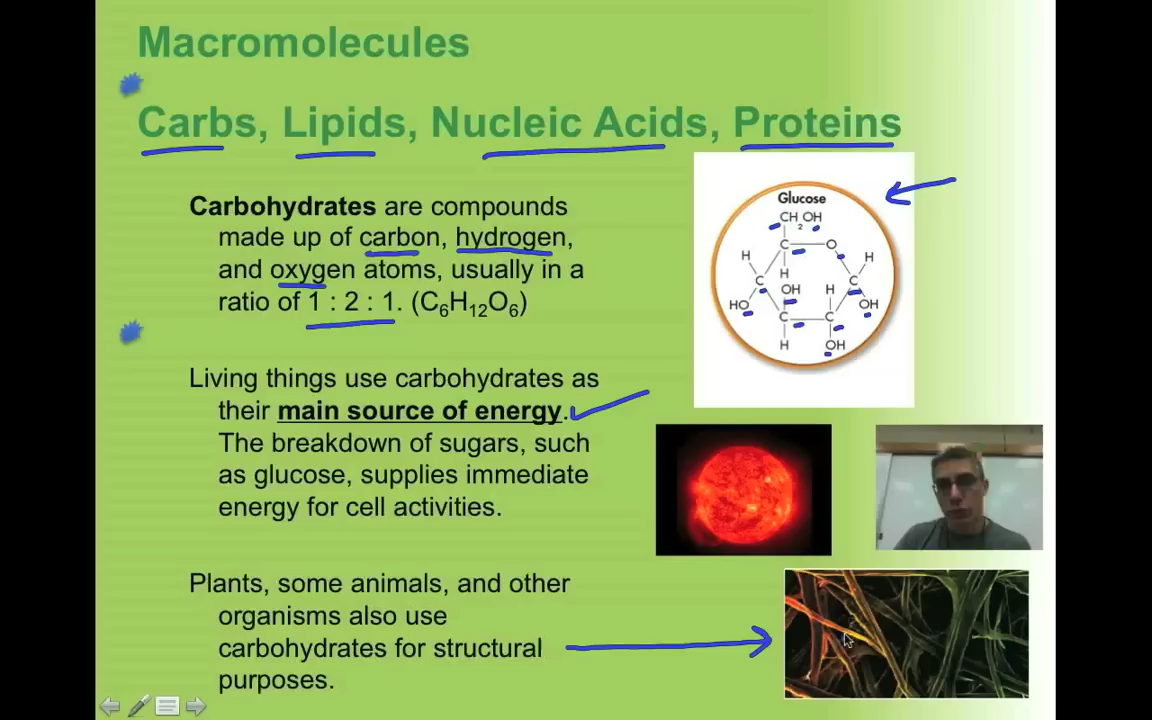 Macromolecules
Carbs, Lipids, Nucleic Acids, Proteins
Carbohydrates are compounds
made up of carbon, hydrogen,
and oxygen atoms, usually in a
ratio of 1 : 2 : 1. (C₆H₁₂O₆)
Living things use carbohydrates as
their main source of energy.
The breakdown of sugars, such
as glucose, supplies immediate
energy for cell activities.
Plants, some animals, and other
organisms also use
carbohydrates for structural
purposes.
Glucose
CH₂OH
C O
H H
H
C OH H C
HO OH
C C
H OH